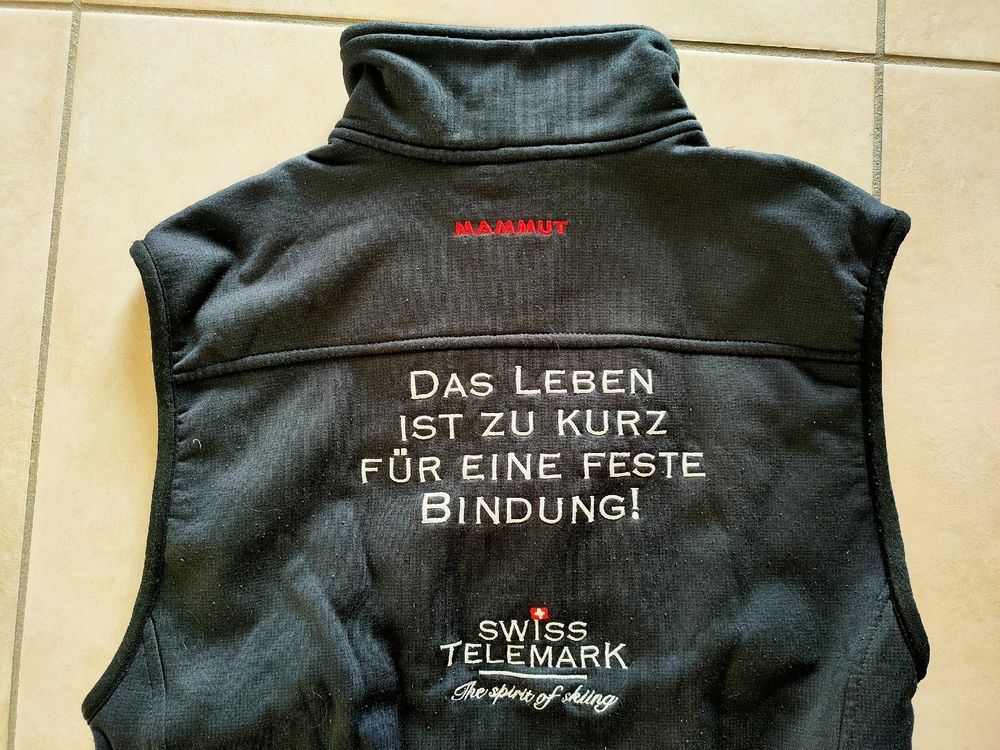 MAMMUT
DAS LEBEN
IST ZU KURZ
FÜR EINE FESTE
BINDUNG!
SWISS
TELEMARK
The spirit of skiing